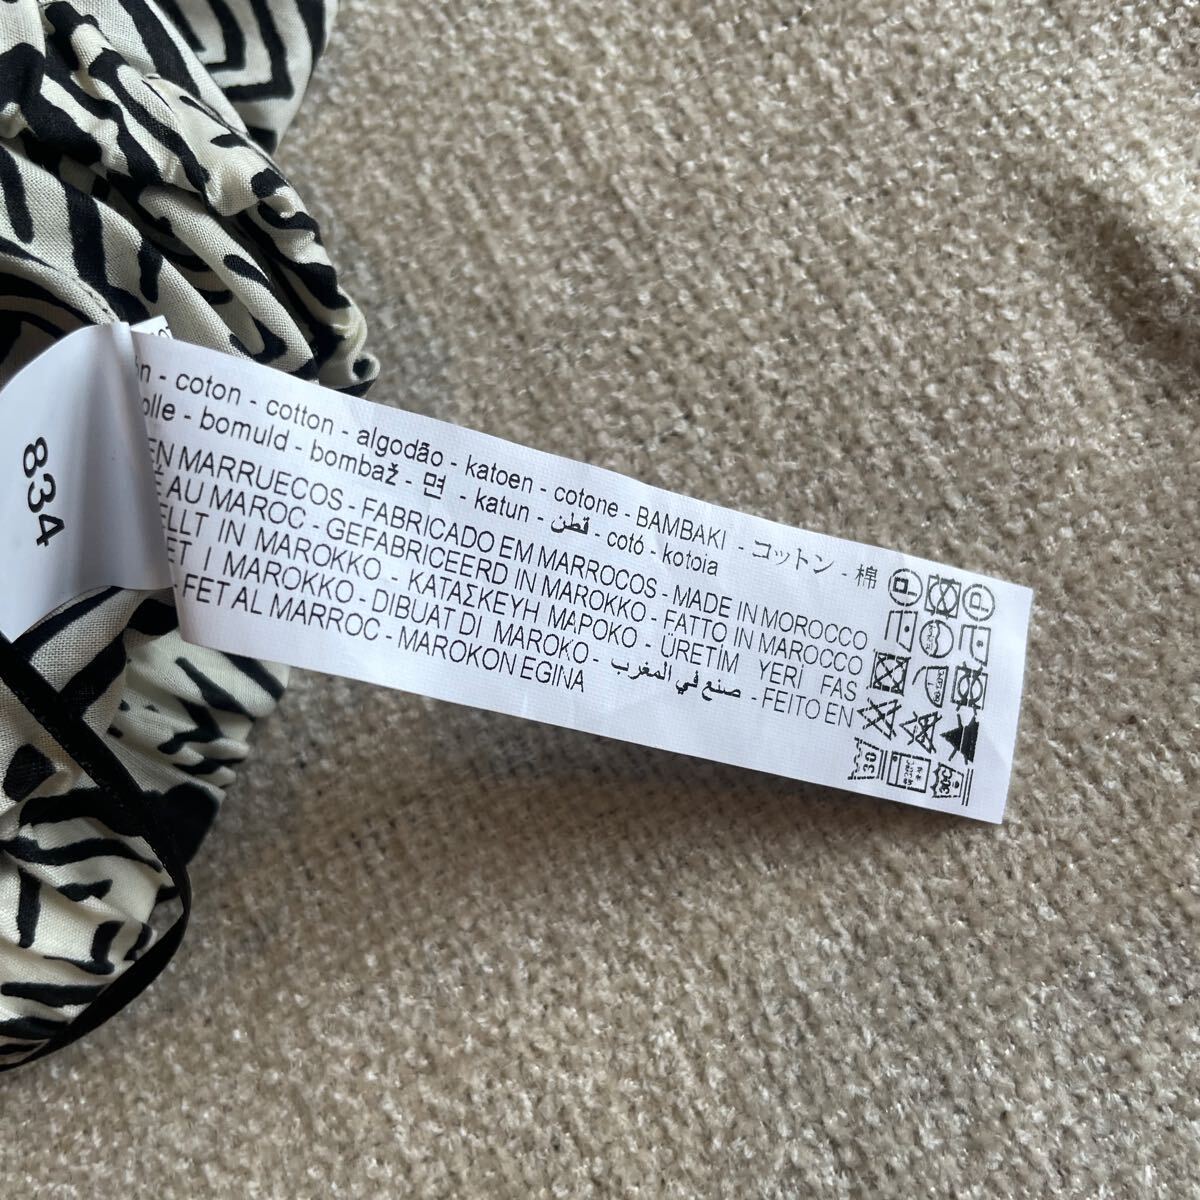 834
- coton - cotton - algodão - katoen - cotone - BAMBAKI - コットン - 棉
- bomuld - bombaž - 면 - katun - قطن - cotó - kotoia
EN MARRUECOS - FABRICADO EM MARROCOS - MADE IN MOROCCO
AU MAROC - GEFABRICEERD IN MAROKKO - FATTO IN MAROCCO
IN MAROKKO - ΚΑΤΑΣΚΕΥΗ ΜΑΡΟΚΟ - ÜRETİM YERİ FAS
I MAROKKO - DIBUAT DI MAROKO - صنع في المغرب - FEITO EN
- FET AL MARROC - MAROKON EGINA
P P
30 30C